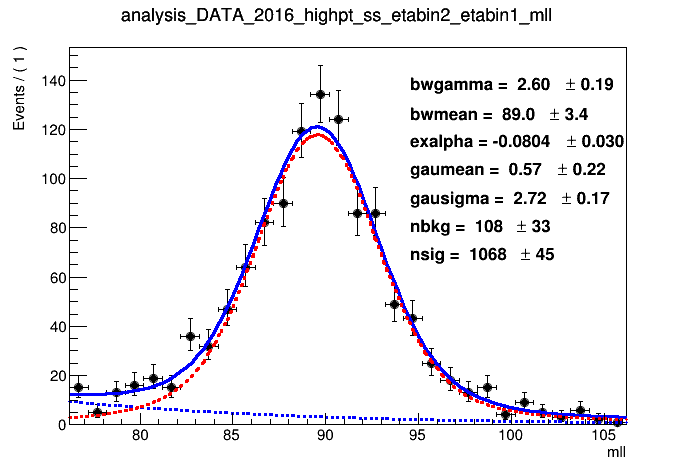 analysis_DATA_2016_highpt_ss_etabin2_etabin1_mll
Events / ( 1 )
140
120
100
80
60
40
20
0
bwgamma = 2.60 ± 0.19
bwmean = 89.0 ± 3.4
exalpha = -0.0804 ± 0.030
gaumean = 0.57 ± 0.22
gausigma = 2.72 ± 0.17
nbkg = 108 ± 33
nsig = 1068 ± 45
80 85 90 95 100 105
mll